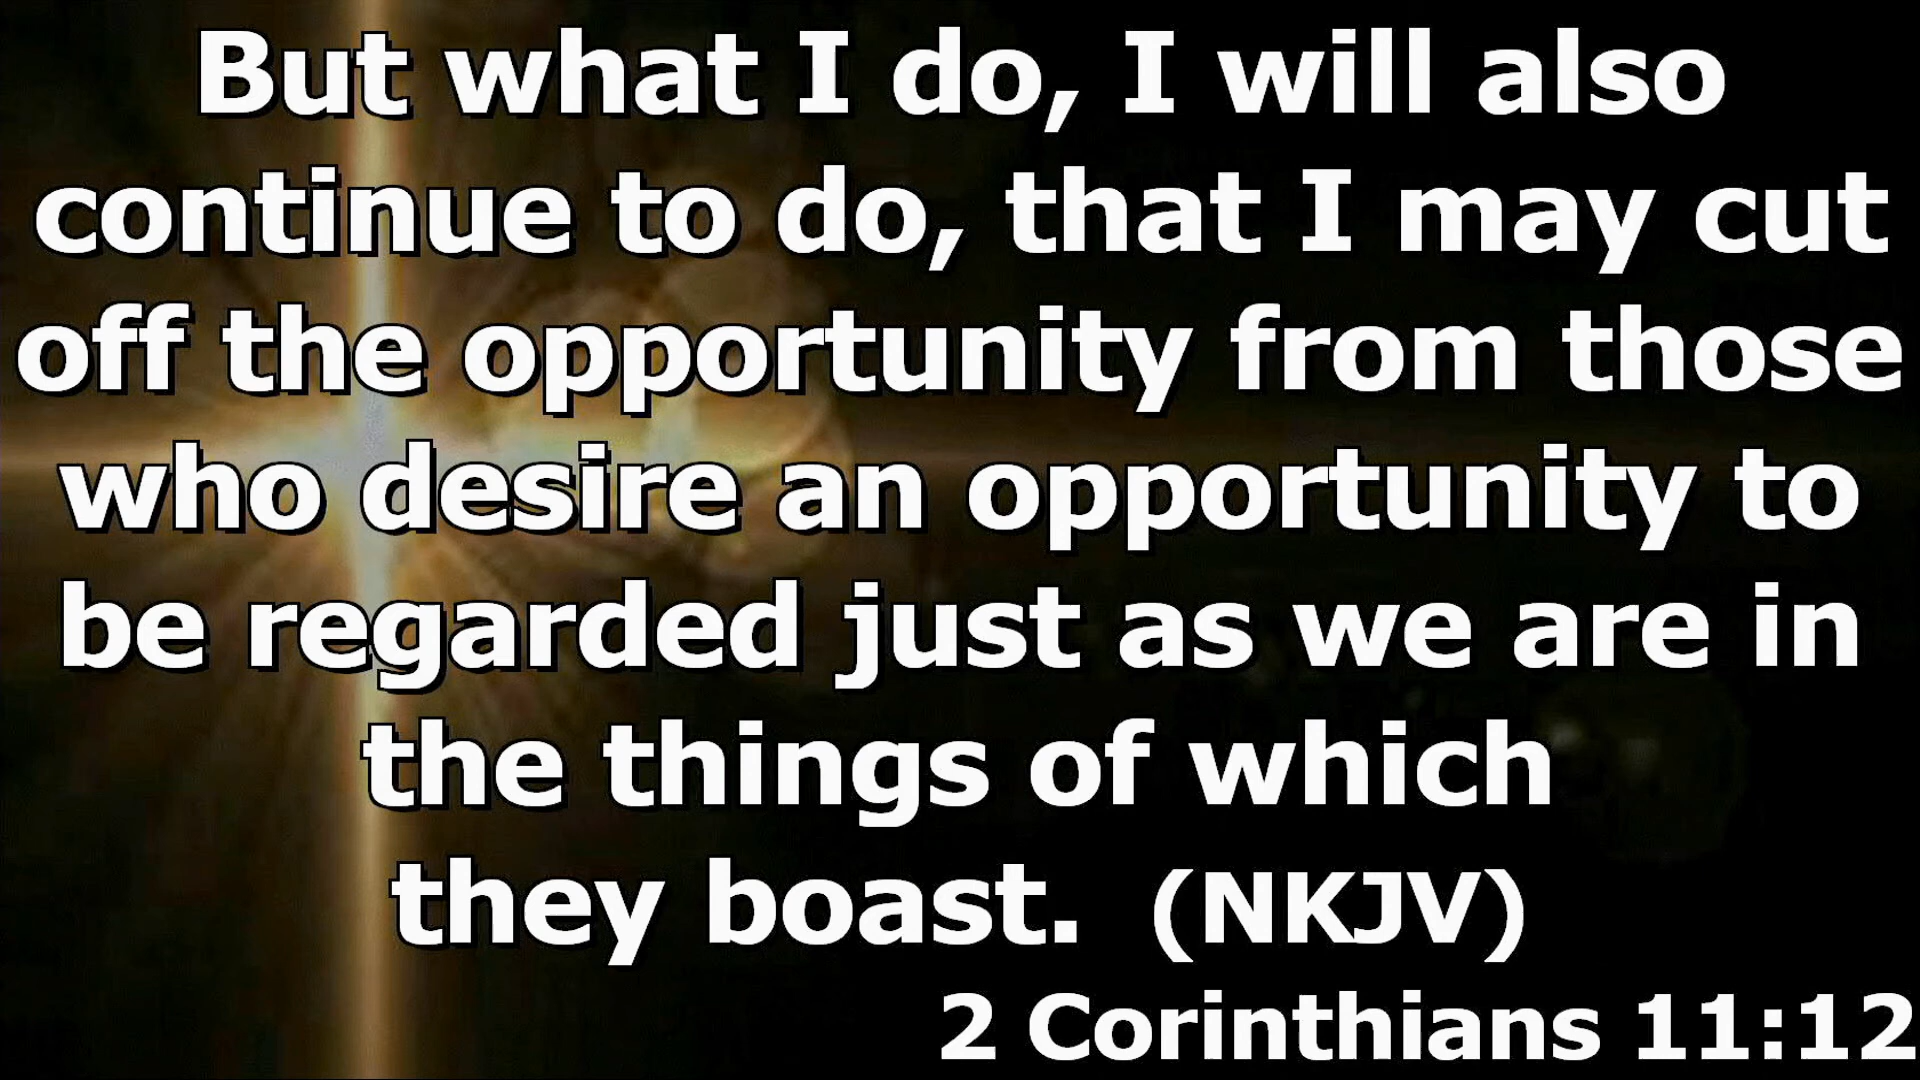 But what I do, I will also
continue to do, that I may cut
off the opportunity from those
who desire an opportunity to
be regarded just as we are in
the things of which
they boast. (NKJV)
2 Corinthians 11:12